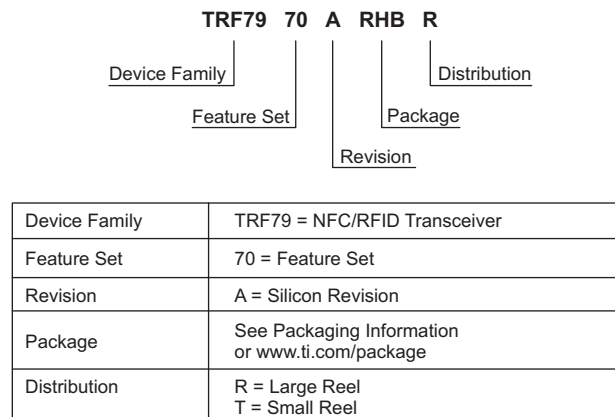 TRF79 70 A RHB R
Device Family
Distribution
Feature Set
Package
Revision
Device Family TRF79 = NFC/RFID Transceiver
Feature Set 70 = Feature Set
Revision A = Silicon Revision
Package See Packaging Information
or www.ti.com/package
Distribution R = Large Reel
T = Small Reel